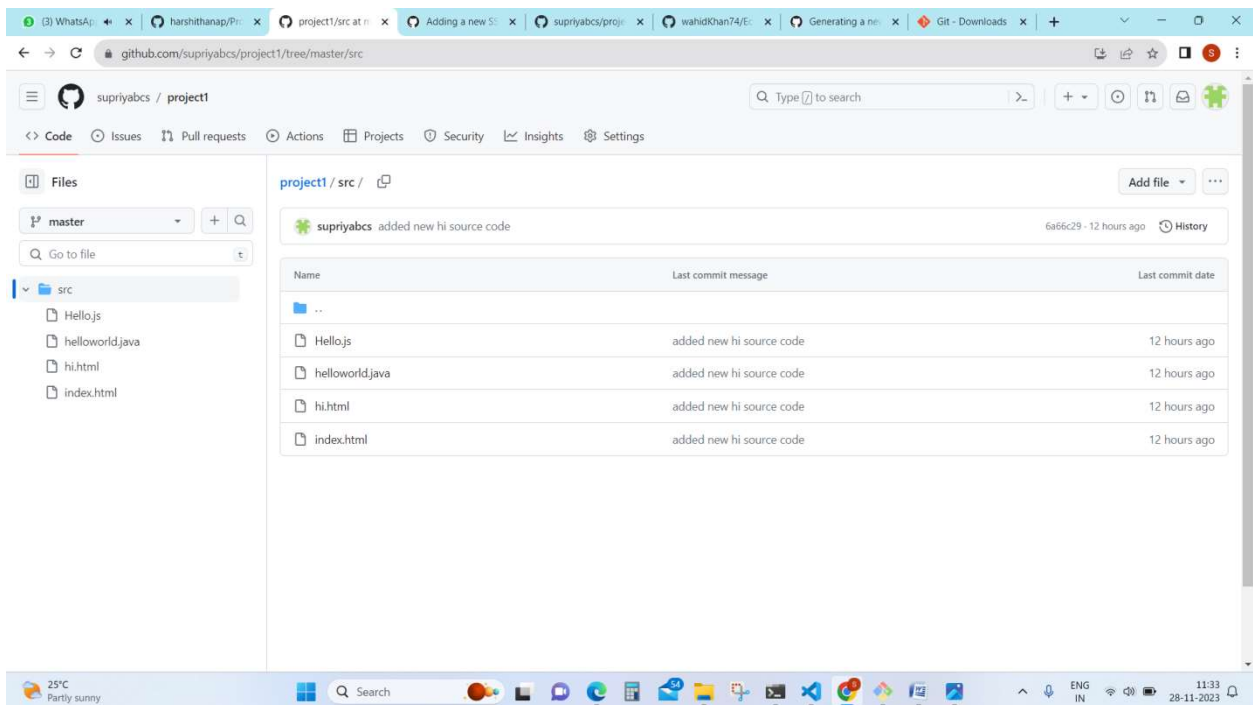 (3) WhatsAp
harshithanap/Pro
project1/src at m
Adding a new SS
supriyabcs/proje
wahidKhan74/Ec
Generating a new
Git - Downloads
github.com/supriyabcs/project1/tree/master/src
S
supriyabcs / project1
Type / to search
Code Issues Pull requests Actions Projects Security Insights Settings
Files
project1 / src /
Add file
master
supriyabcs added new hi source code
6a66c29 · 12 hours ago History
Go to file t
Name Last commit message Last commit date
src
..
Hello.js
helloworld.java
hi.html
index.html
Hello.js added new hi source code 12 hours ago
helloworld.java added new hi source code 12 hours ago
hi.html added new hi source code 12 hours ago
index.html added new hi source code 12 hours ago
25°C
Partly sunny
Search
54
ENG
IN
11:33
28-11-2023